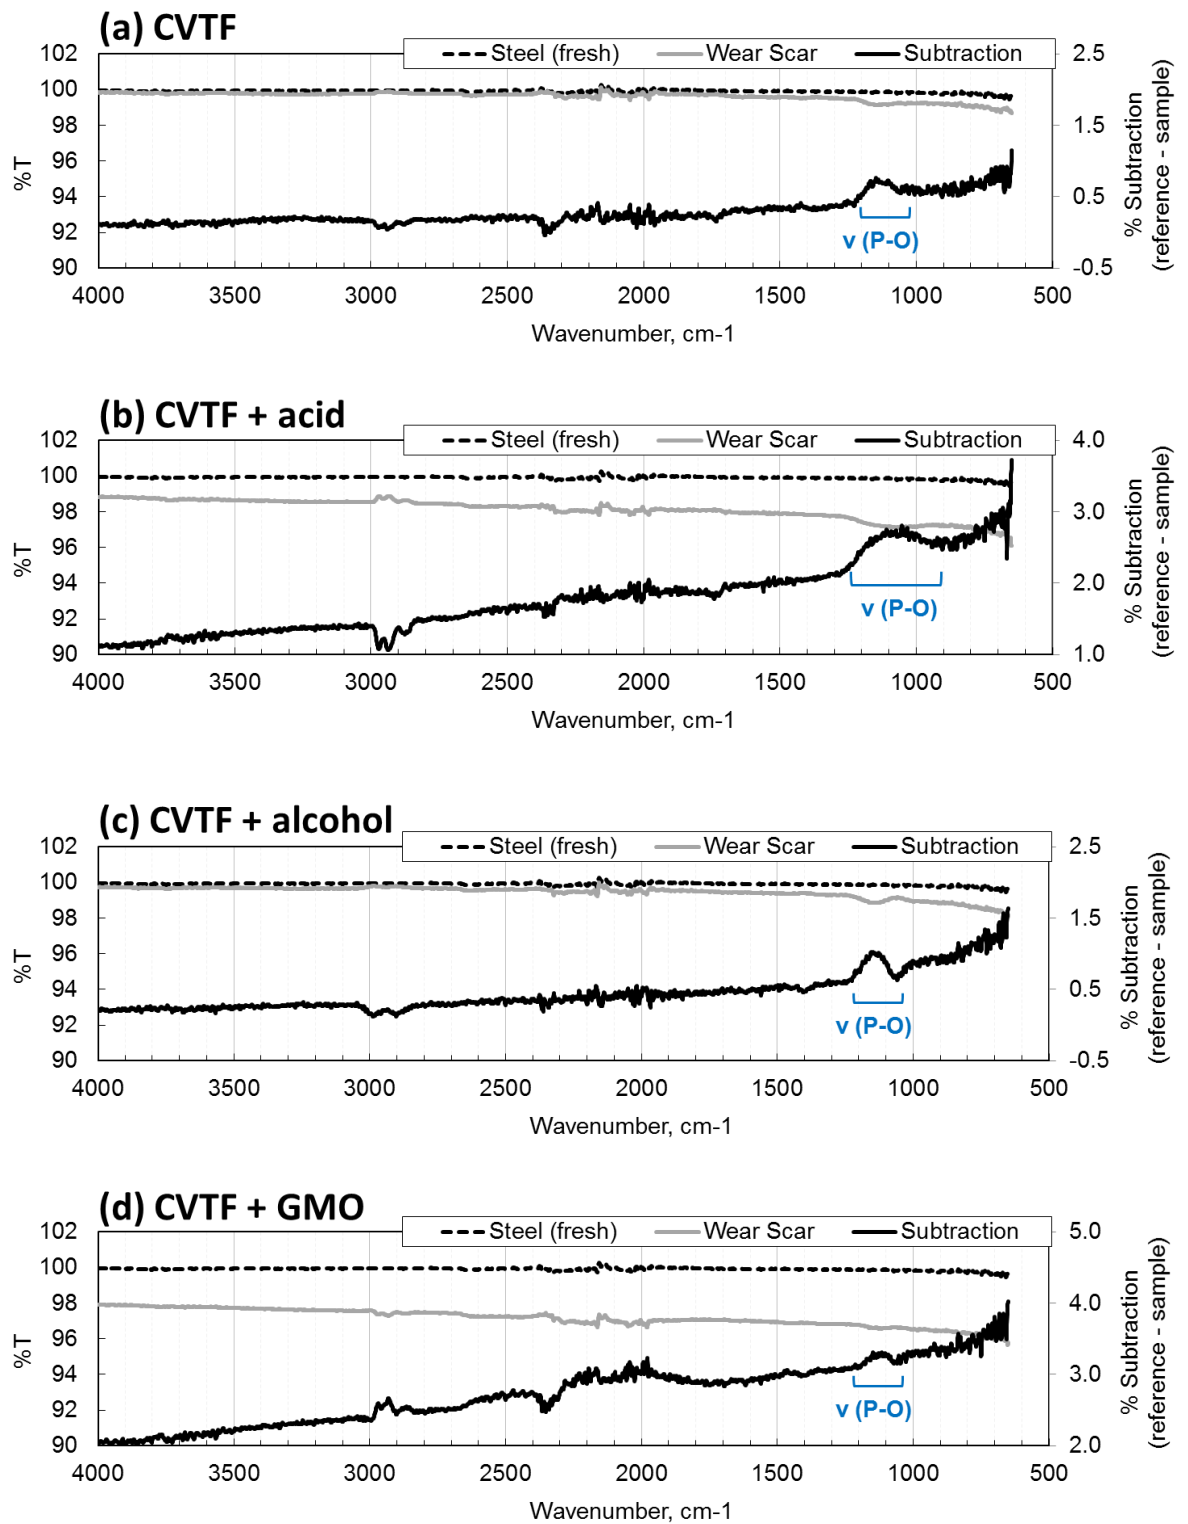 (a) CVTF
Steel (fresh) Wear Scar Subtraction
102 2.5
100
98 1.5
96
94 0.5
92
90 -0.5
%T
% Subtraction
(reference - sample)
ν (P-O)
4000 3500 3000 2500 2000 1500 1000 500
Wavenumber, cm-1
(b) CVTF + acid
Steel (fresh) Wear Scar Subtraction
102 4.0
100
98 3.0
96
94 2.0
92
90 1.0
%T
% Subtraction
(reference - sample)
ν (P-O)
4000 3500 3000 2500 2000 1500 1000 500
Wavenumber, cm-1
(c) CVTF + alcohol
Steel (fresh) Wear Scar Subtraction
102 2.5
100
98 1.5
96
94 0.5
92
90 -0.5
%T
% Subtraction
(reference - sample)
ν (P-O)
4000 3500 3000 2500 2000 1500 1000 500
Wavenumber, cm-1
(d) CVTF + GMO
Steel (fresh) Wear Scar Subtraction
102 5.0
100
98 4.0
96
94 3.0
92
90 2.0
%T
% Subtraction
(reference - sample)
ν (P-O)
4000 3500 3000 2500 2000 1500 1000 500
Wavenumber, cm-1